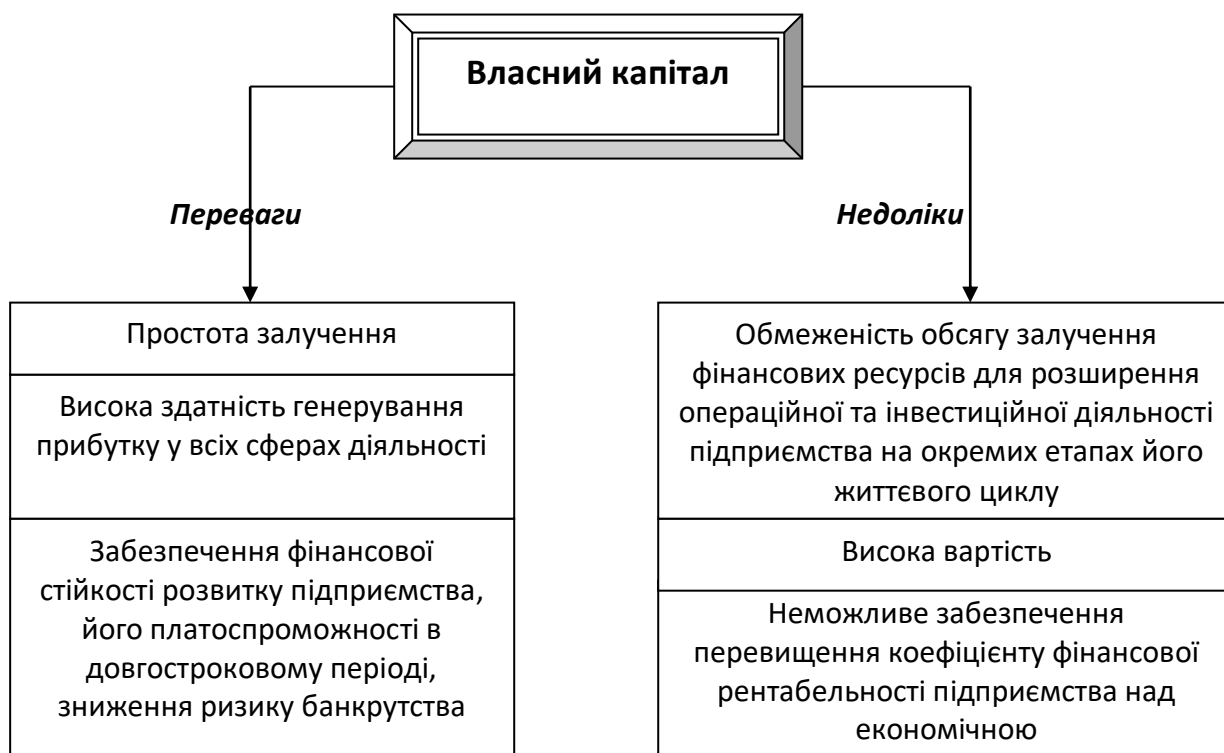 Власний капітал
Переваги
Недоліки
Простота залучення
Висока здатність генерування
прибутку у всіх сферах діяльності
Забезпечення фінансової
стійкості розвитку підприємства,
його платоспроможності в
довгостроковому періоді,
зниження ризику банкрутства
Обмеженість обсягу залучення
фінансових ресурсів для розширення
операційної та інвестиційної діяльності
підприємства на окремих етапах його
життєвого циклу
Висока вартість
Неможливе забезпечення
перевищення коефіцієнту фінансової
рентабельності підприємства над
економічною